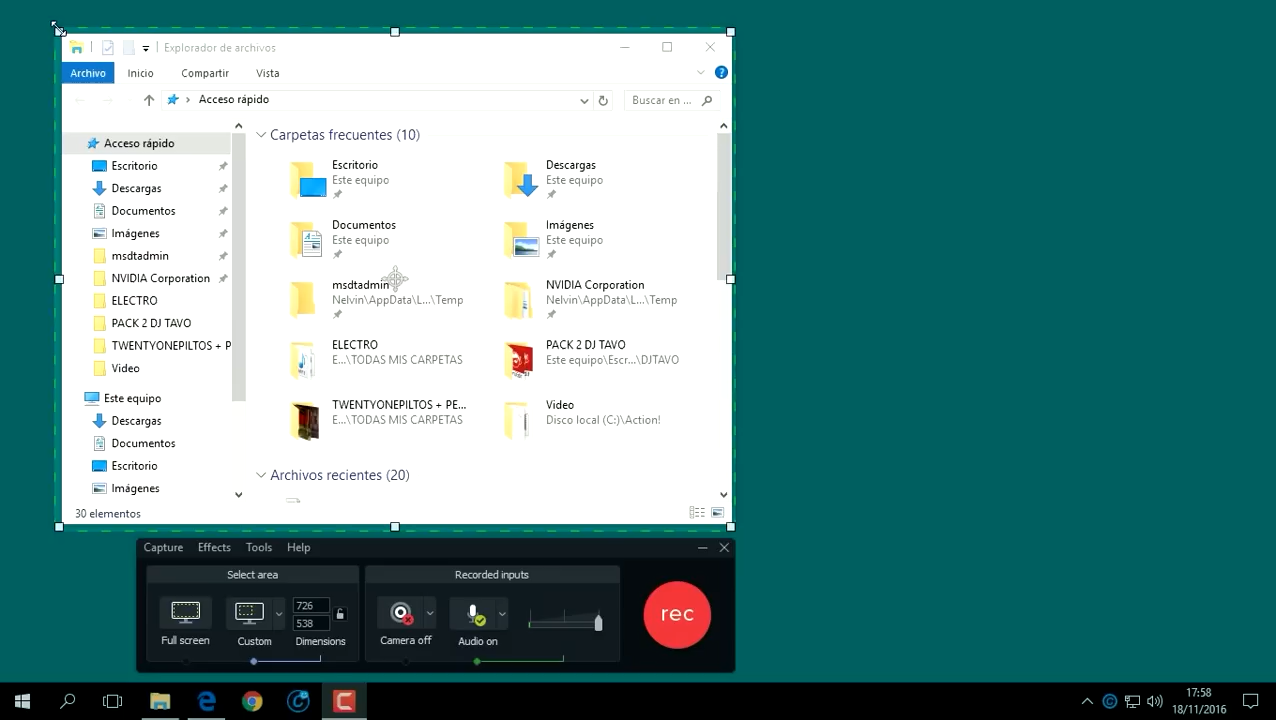 Explorador de archivos
Archivo Inicio Compartir Vista
Acceso rápido
Buscar en ...
Acceso rápido
Escritorio
Descargas
Documentos
Imágenes
msdtadmin
NVIDIA Corporation
ELECTRO
PACK 2 DJ TAVO
TWENTYONEPILTOS + P
Video
Este equipo
Descargas
Documentos
Escritorio
Imágenes
Carpetas frecuentes (10)
Escritorio
Este equipo
Descargas
Este equipo
Documentos
Este equipo
Imágenes
Este equipo
msdtadmin
Nelvin\AppData\L...\Temp
NVIDIA Corporation
Nelvin\AppData\L...\Temp
ELECTRO
E...\TODAS MIS CARPETAS
PACK 2 DJ TAVO
Este equipo\Escr...\DJTAVO
TWENTYONEPILTOS + PE...
E...\TODAS MIS CARPETAS
Video
Disco local (C:)\Action!
Archivos recientes (20)
30 elementos
Capture Effects Tools Help
Select area
Full screen
Custom
726
538
Dimensions
Recorded inputs
Camera off
Audio on
rec
17:58
18/11/2016